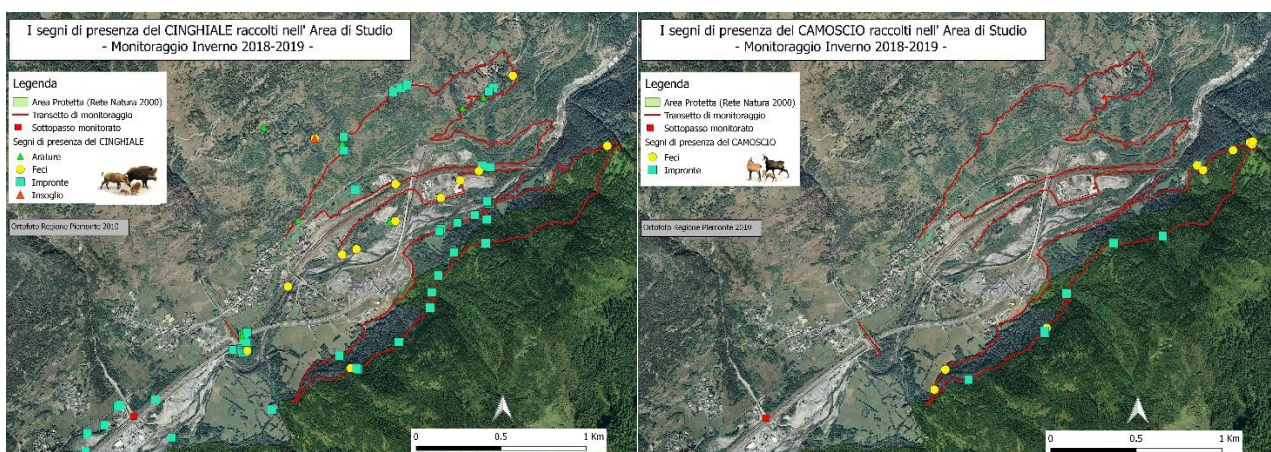 I segni di presenza del CINGHIALE raccolti nell' Area di Studio
- Monitoraggio Inverno 2018-2019 -
Legenda
Area Protetta (Rete Natura 2000)
Transetto di monitoraggio
Sottopasso monitorato
Segni di presenza del CINGHIALE
Arature
Feci
Impronte
Insoglio
Ortofoto Regione Piemonte 2010
0 0.5 1 Km
I segni di presenza del CAMOSCIO raccolti nell' Area di Studio
- Monitoraggio Inverno 2018-2019 -
Legenda
Area Protetta (Rete Natura 2000)
Transetto di monitoraggio
Sottopasso monitorato
Segni di presenza del CAMOSCIO
Feci
Impronte
Ortofoto Regione Piemonte 2010
0 0.5 1 Km